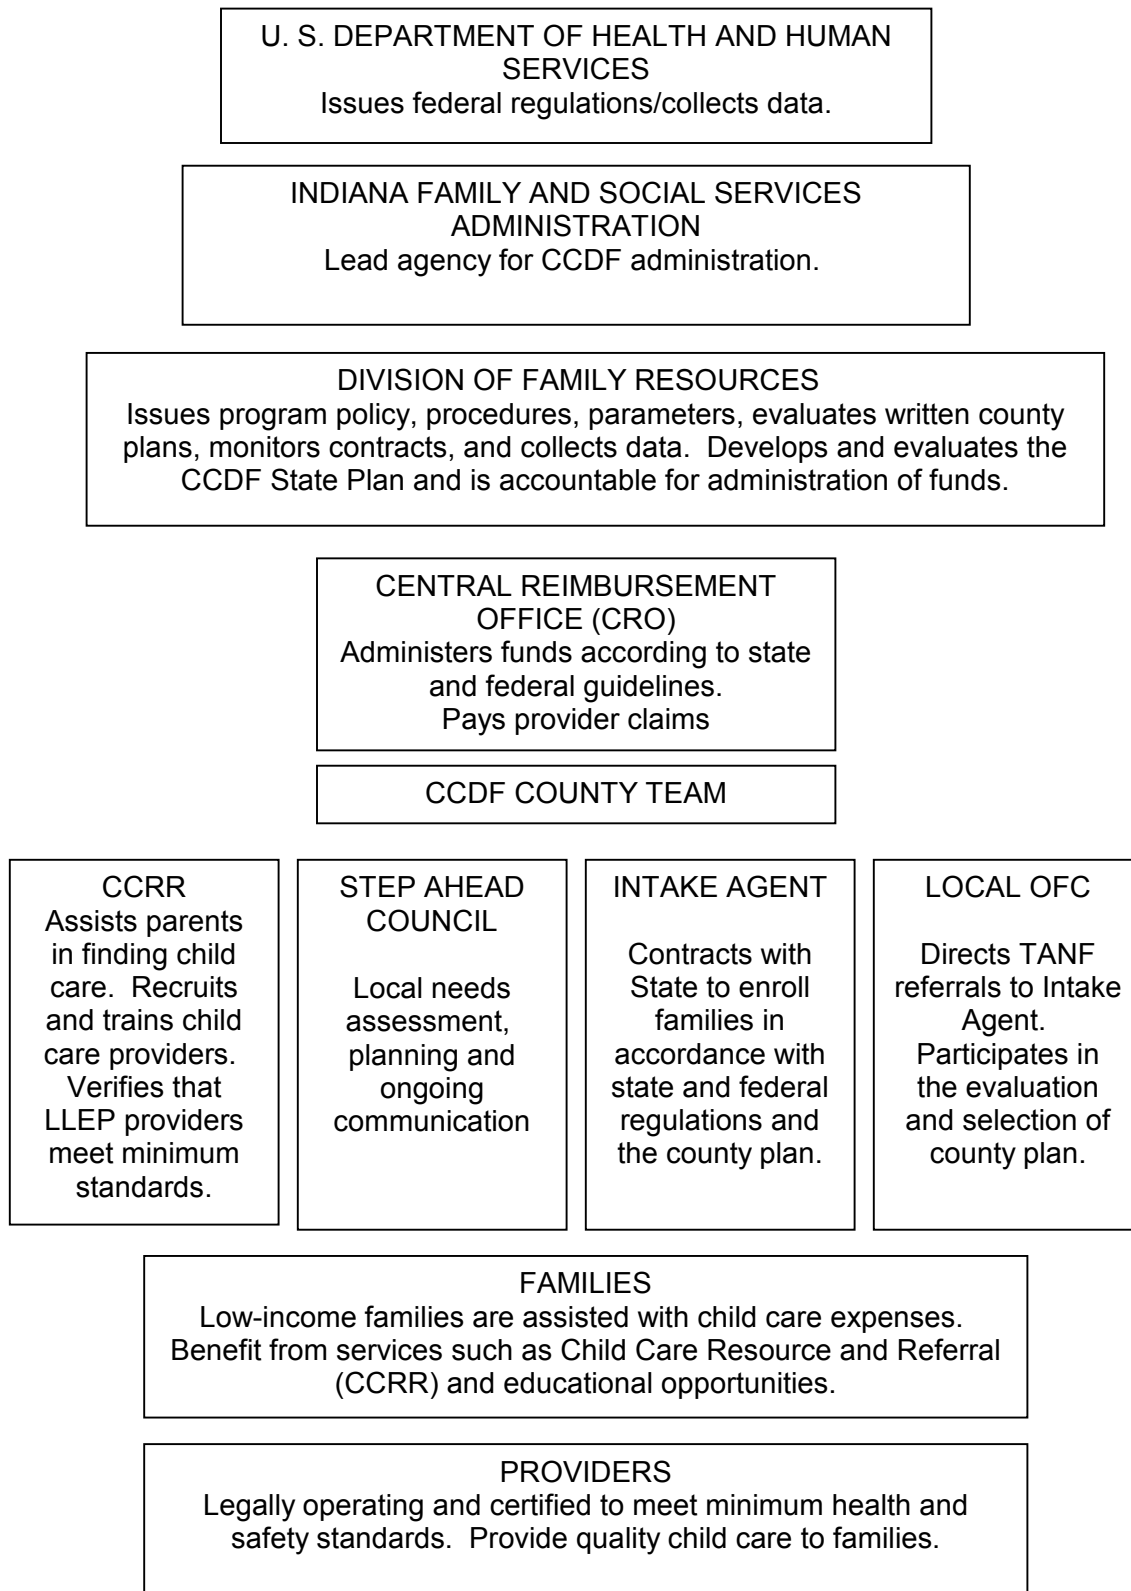 U. S. DEPARTMENT OF HEALTH AND HUMAN
SERVICES
Issues federal regulations/collects data.
INDIANA FAMILY AND SOCIAL SERVICES
ADMINISTRATION
Lead agency for CCDF administration.
DIVISION OF FAMILY RESOURCES
Issues program policy, procedures, parameters, evaluates written county
plans, monitors contracts, and collects data. Develops and evaluates the
CCDF State Plan and is accountable for administration of funds.
CENTRAL REIMBURSEMENT
OFFICE (CRO)
Administers funds according to state
and federal guidelines.
Pays provider claims
CCDF COUNTY TEAM
CCRR
Assists parents
in finding child
care. Recruits
and trains child
care providers.
Verifies that
LLEP providers
meet minimum
standards.
STEP AHEAD
COUNCIL
Local needs
assessment,
planning and
ongoing
communication
INTAKE AGENT
Contracts with
State to enroll
families in
accordance with
state and federal
regulations and
the county plan.
LOCAL OFC
Directs TANF
referrals to Intake
Agent.
Participates in
the evaluation
and selection of
county plan.
FAMILIES
Low-income families are assisted with child care expenses.
Benefit from services such as Child Care Resource and Referral
(CCRR) and educational opportunities.
PROVIDERS
Legally operating and certified to meet minimum health and
safety standards. Provide quality child care to families.